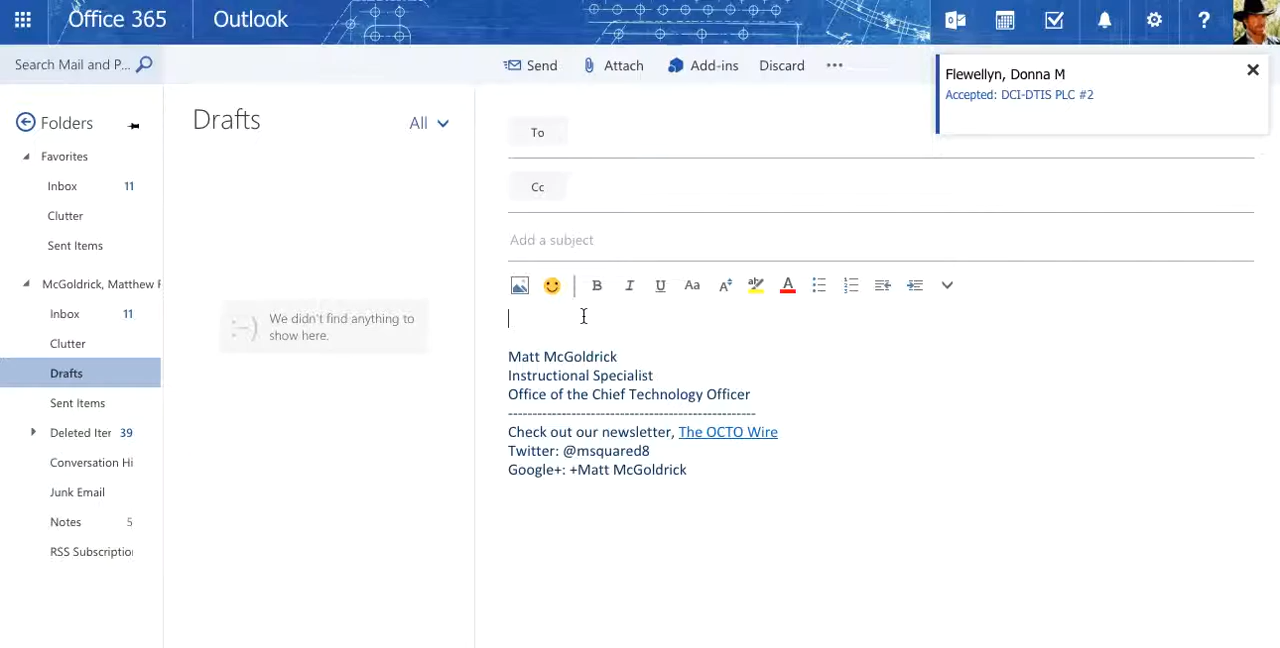 Office 365
Outlook
Search Mail and P...
Send
Attach
Add-ins
Discard
Flewellyn, Donna M
Accepted: DCI-DTIS PLC #2
Folders
Favorites
Inbox 11
Clutter
Sent Items
McGoldrick, Matthew
Inbox 11
Clutter
Drafts
Sent Items
Deleted Iter 39
Conversation Hi
Junk Email
Notes 5
RSS Subscriptio
Drafts
All
:-)
We didn't find anything to
show here.
To
Cc
Add a subject
B I U Aa A ab A
Matt McGoldrick
Instructional Specialist
Office of the Chief Technology Officer
----------------------------------------------------
Check out our newsletter, The OCTO Wire
Twitter: @msquared8
Google+: +Matt McGoldrick